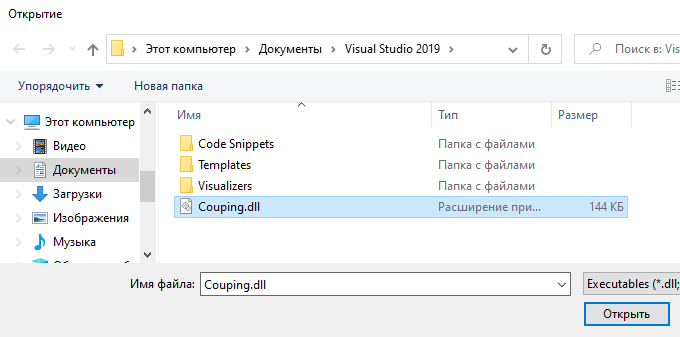 Открытие
Этот компьютер > Документы > Visual Studio 2019 >
Поиск в: Vis
Упорядочить Новая папка
Имя Тип Размер
Этот компьютер
Видео
Документы
Загрузки
Изображения
Музыка
Code Snippets Папка с файлами
Templates Папка с файлами
Visualizers Папка с файлами
Couping.dll Расширение при... 144 КБ
Имя файла: Couping.dll Executables (*.dll;
Открыть